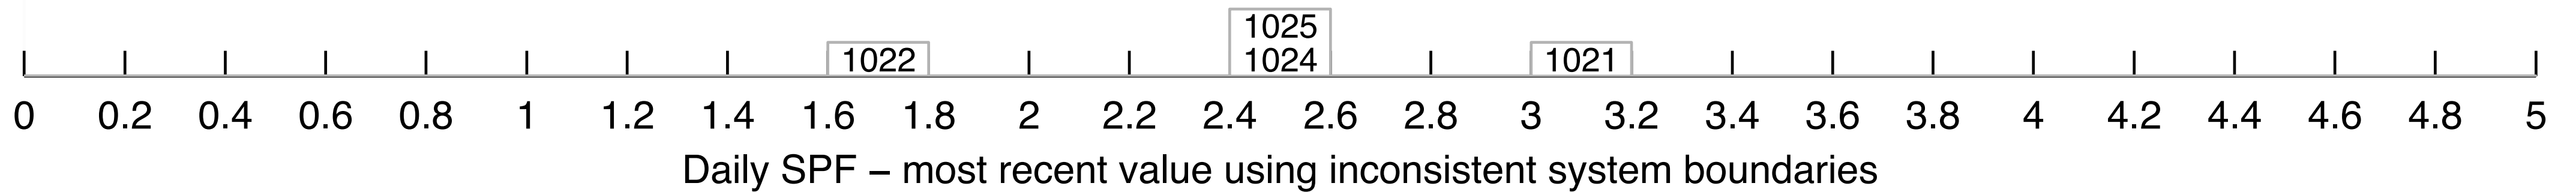 1025
1022 1024 1021
0 0.2 0.4 0.6 0.8 1 1.2 1.4 1.6 1.8 2 2.2 2.4 2.6 2.8 3 3.2 3.4 3.6 3.8 4 4.2 4.4 4.6 4.8 5
Daily SPF – most recent value using inconsistent system boundaries